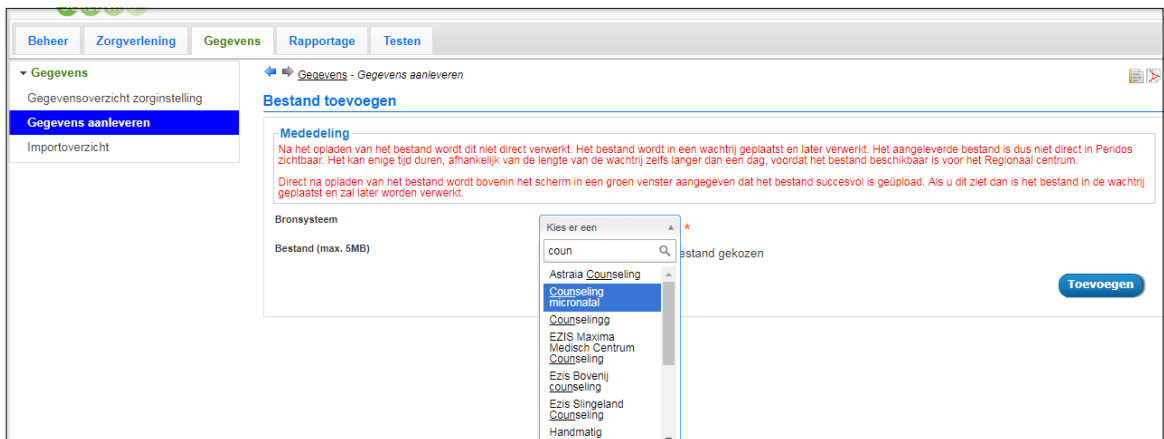 Beheer Zorgverlening Gegevens Rapportage Testen
Gegevens
Gegevensoverzicht zorginstelling
Gegevens aanleveren
Importoverzicht
Gegevens - Gegevens aanleveren
Bestand toevoegen
Mededeling
Na het opladen van het bestand wordt dit niet direct verwerkt. Het bestand wordt in een wachtrij geplaatst en later verwerkt. Het aangeleverde bestand is dus niet direct in Peridos
zichtbaar. Het kan enige tijd duren, afhankelijk van de lengte van de wachtrij zelfs langer dan een dag, voordat het bestand beschikbaar is voor het Regionaal centrum.
Direct na opladen van het bestand wordt bovenin het scherm in een groen venster aangegeven dat het bestand succesvol is geüpload. Als u dit ziet dan is het bestand in de wachtrij
geplaatst en zal later worden verwerkt.
Bronsysteem
Kies er een *
Bestand (max. 5MB)
coun
estand gekozen
Astraia Counseling
Counseling
micronatal
Counselingg
EZIS Maxima
Medisch Centrum
Counseling
Ezis Bovenij
counseling
Ezis Slingeland
Counseling
Handmatig
Toevoegen